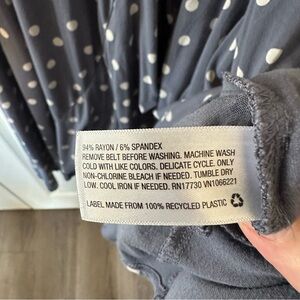 94% RAYON / 6% SPANDEX
REMOVE BELT BEFORE WASHING. MACHINE WASH
COLD WITH LIKE COLORS. DELICATE CYCLE. ONLY
NON-CHLORINE BLEACH IF NEEDED. TUMBLE DRY
LOW. COOL IRON IF NEEDED. RN17730 VN1066221
LABEL MADE FROM 100% RECYCLED PLASTIC